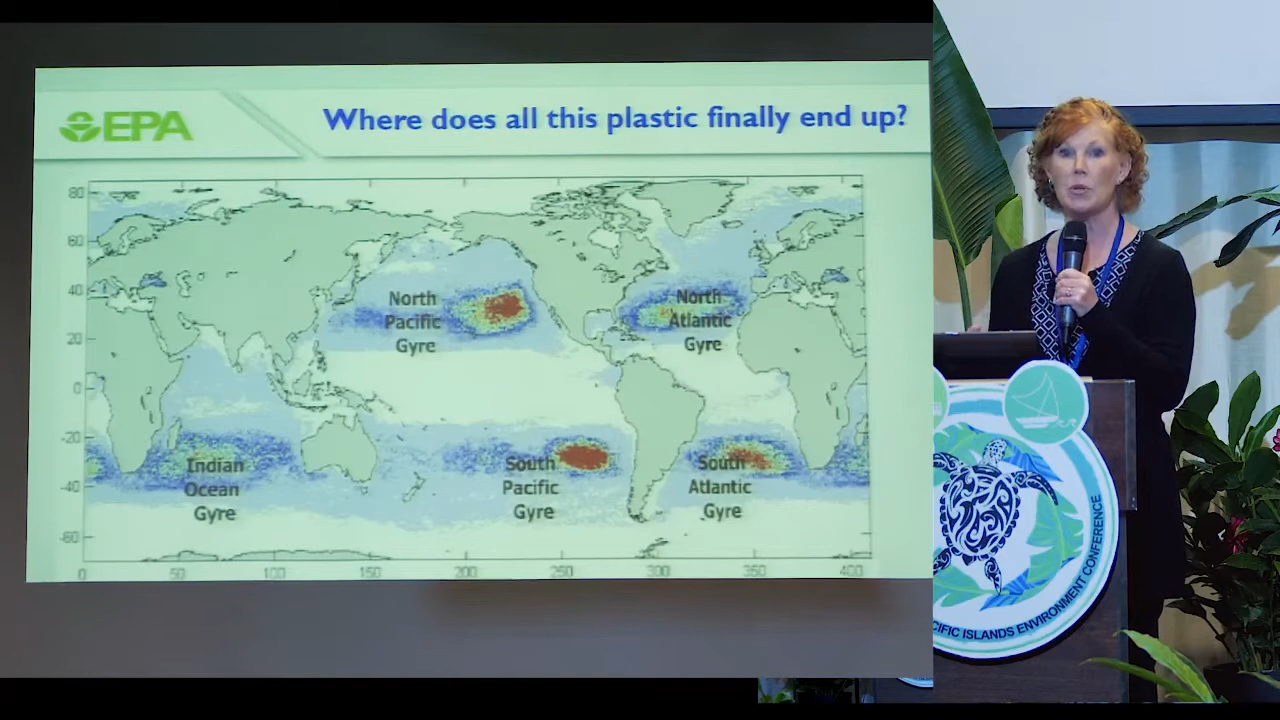 EPA
Where does all this plastic finally end up?
80
60
40
20
0
-20
-40
-60
North
Pacific
Gyre
North
Atlantic
Gyre
Indian
Ocean
Gyre
South
Pacific
Gyre
South
Atlantic
Gyre
0 50 100 150 200 250 300 350 400
CIFIC ISLANDS ENVIRONMENT CONFERENCE